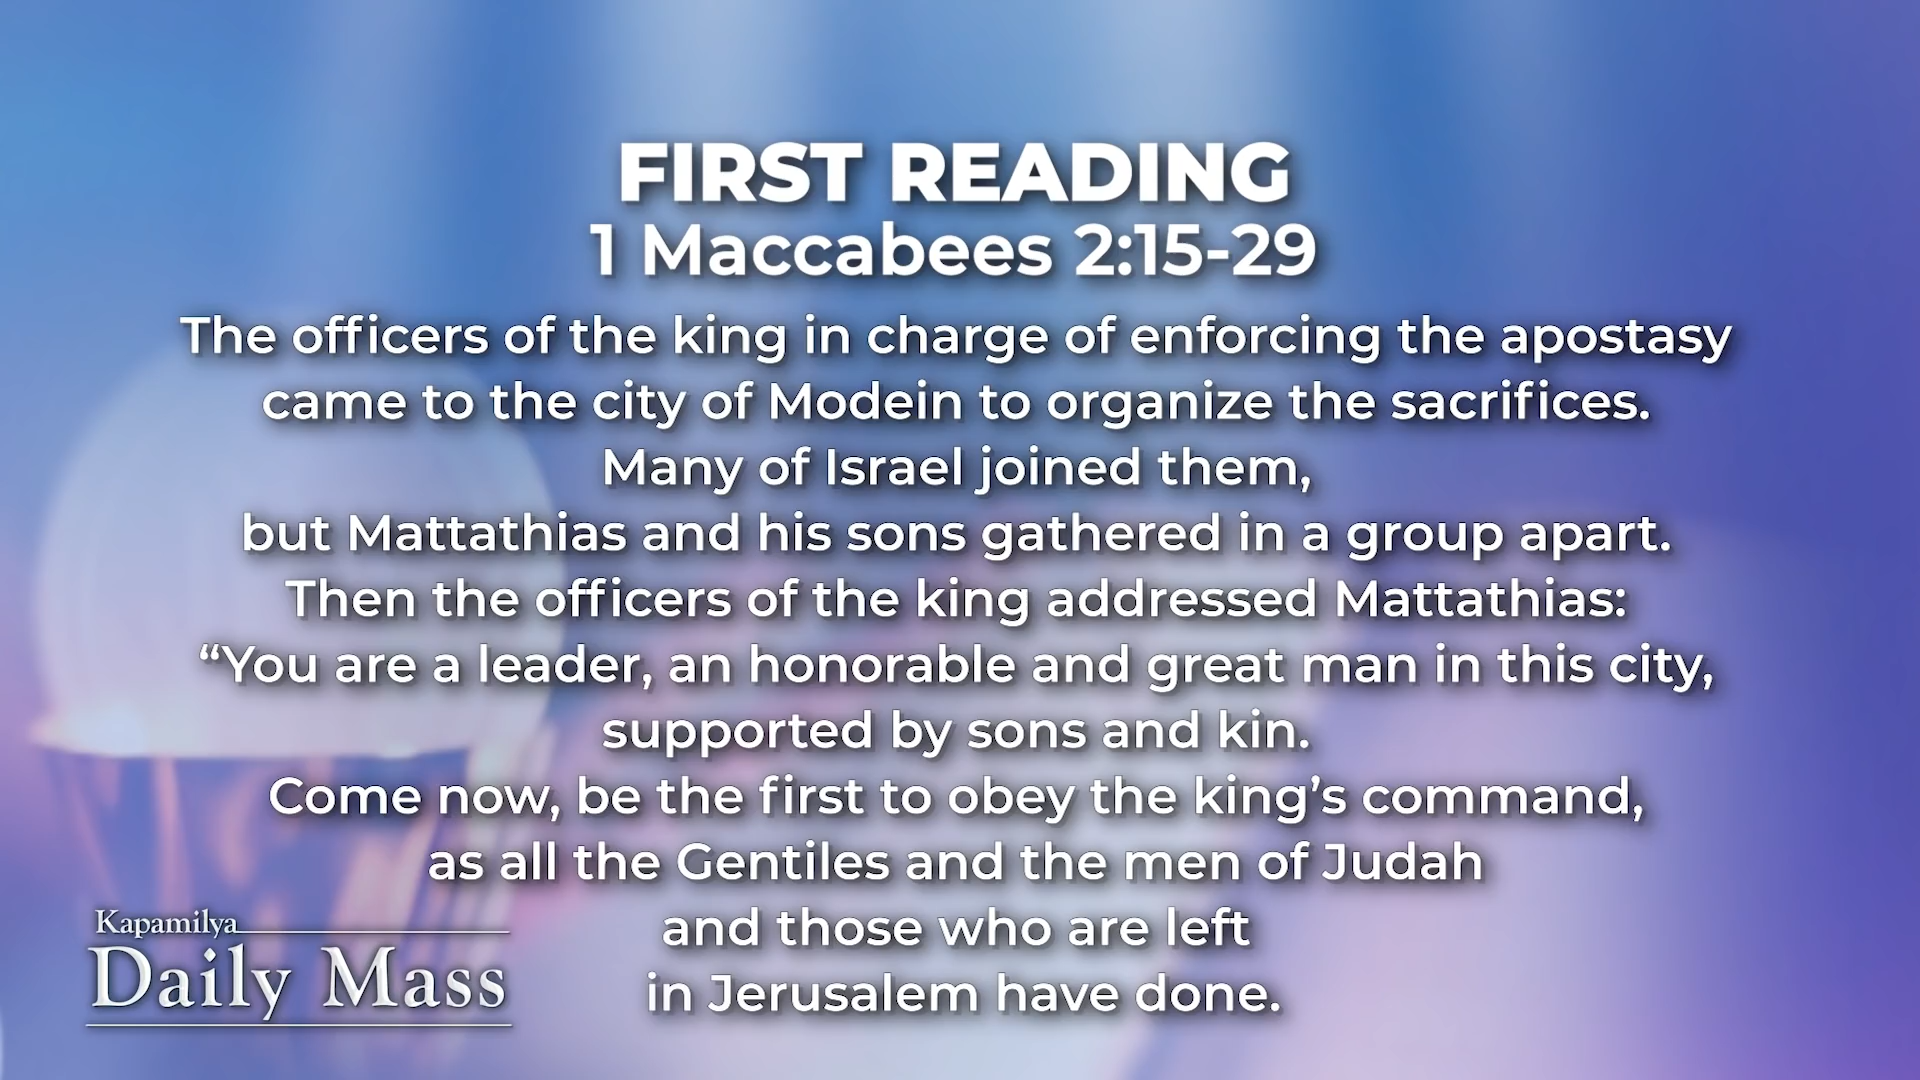 FIRST READING
1 Maccabees 2:15-29
The officers of the king in charge of enforcing the apostasy
came to the city of Modein to organize the sacrifices.
Many of Israel joined them,
but Mattathias and his sons gathered in a group apart.
Then the officers of the king addressed Mattathias:
“You are a leader, an honorable and great man in this city,
supported by sons and kin.
Come now, be the first to obey the king’s command,
as all the Gentiles and the men of Judah
and those who are left
in Jerusalem have done.
Kapamilya
Daily Mass